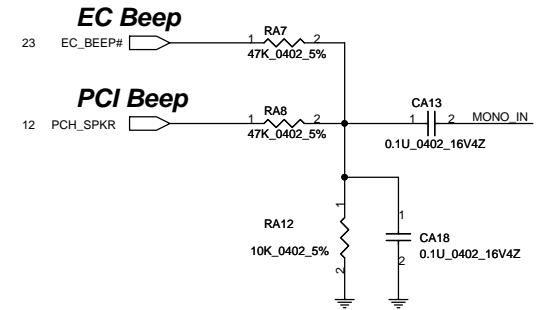 EC Beep
23 EC_BEEP# 1 RA7 2
47K_0402_5%
PCI Beep
12 PCH_SPKR 1 RA8 2
47K_0402_5%
CA13
1 2 MONO_IN
0.1U_0402_16V4Z
1
RA12
10K_0402_5%
2
1
CA18
2
0.1U_0402_16V4Z